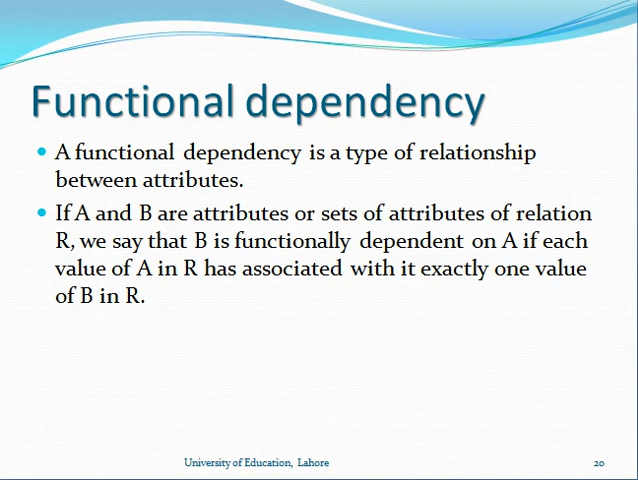 Functional dependency
A functional dependency is a type of relationship
between attributes.
If A and B are attributes or sets of attributes of relation
R, we say that B is functionally dependent on A if each
value of A in R has associated with it exactly one value
of B in R.
University of Education, Lahore
20